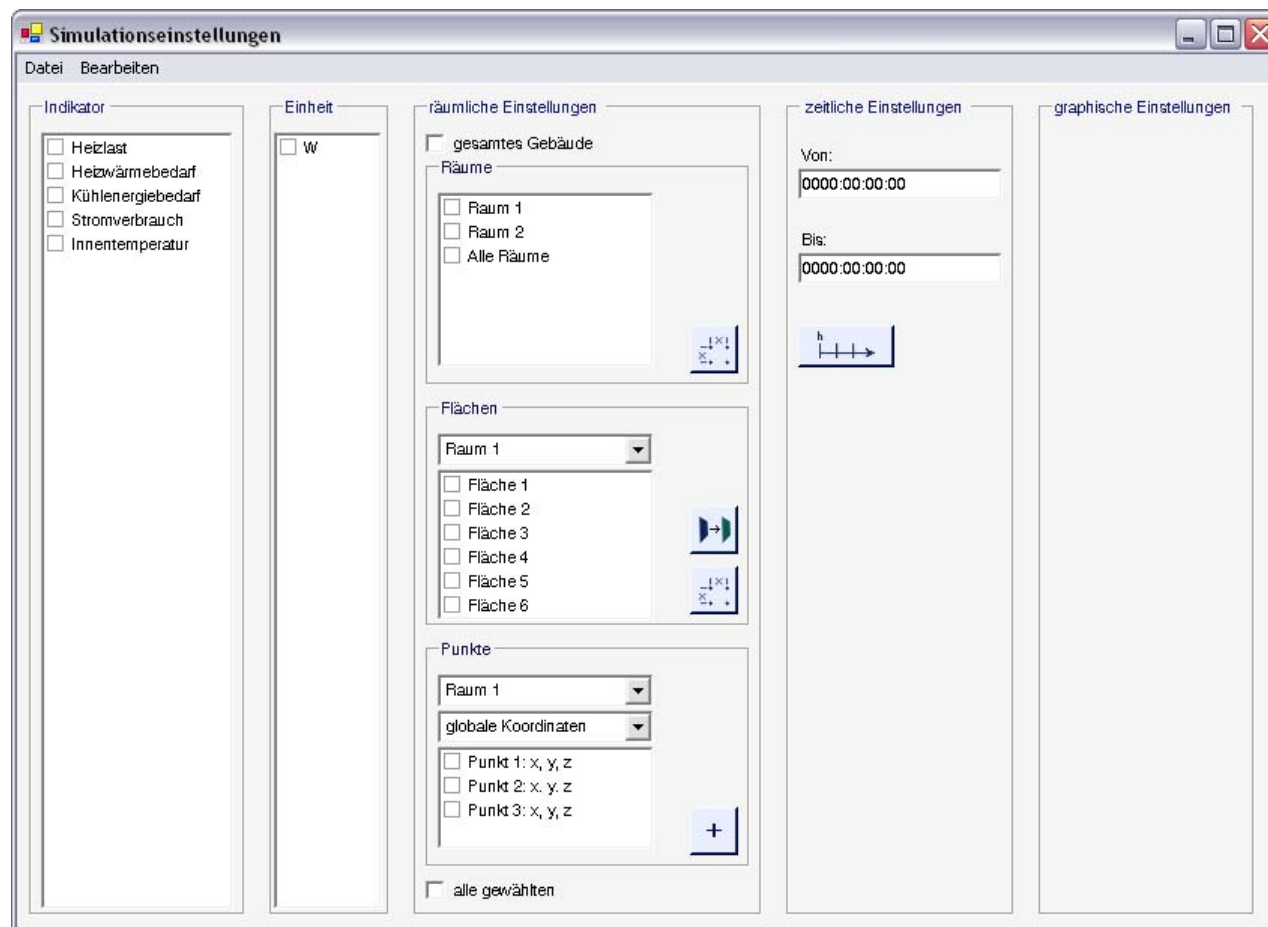 Simulationseinstellungen
Datei Bearbeiten
Indikator
Heizlast
Heizwärmebedarf
Kühlenergiebedarf
Stromverbrauch
Innentemperatur
Einheit
W
räumliche Einstellungen
gesamtes Gebäude
Räume
Raum 1
Raum 2
Alle Räume
x
x
Flächen
Raum 1
Fläche 1
Fläche 2
Fläche 3
Fläche 4
Fläche 5
Fläche 6
x
x
Punkte
Raum 1
globale Koordinaten
Punkt 1: x, y, z
Punkt 2: x. y. z
Punkt 3: x, y, z
+
alle gewählten
zeitliche Einstellungen
Von:
0000:00:00:00
Bis:
0000:00:00:00
h
graphische Einstellungen